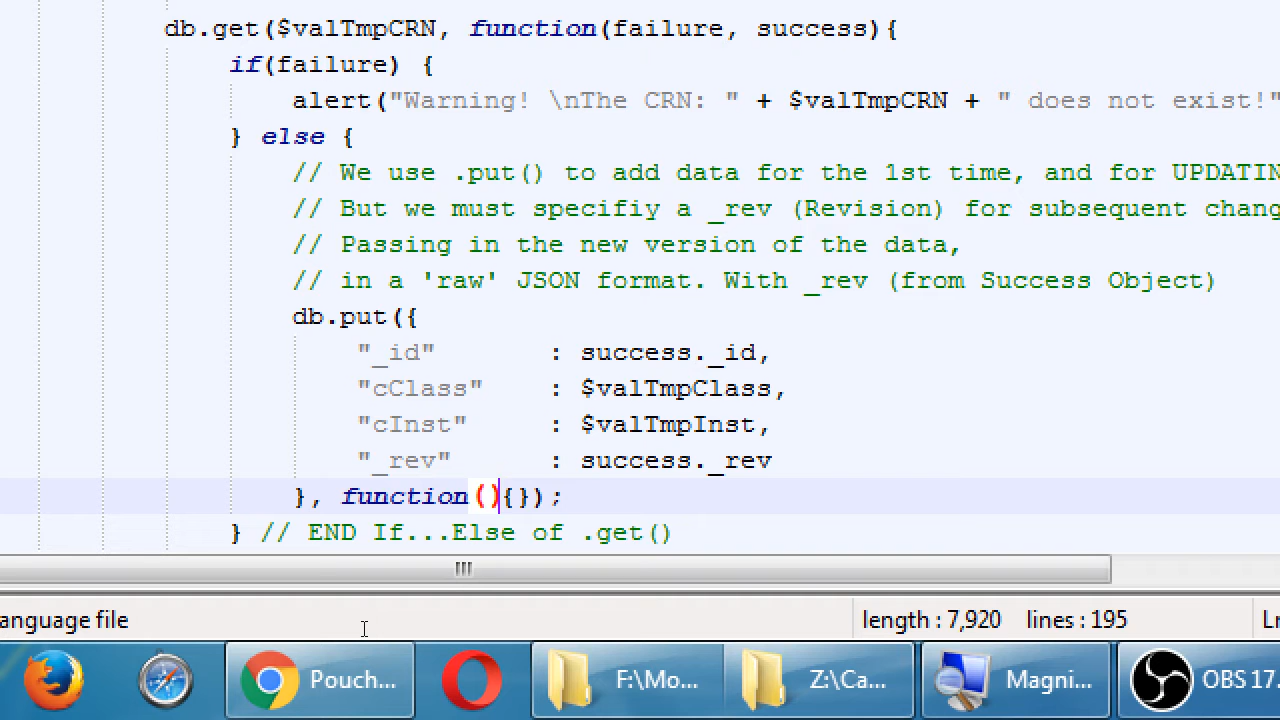 db.get($valTmpCRN, function(failure, success){
if(failure) {
alert("Warning! \nThe CRN: " + $valTmpCRN + " does not exist!"
} else {
// We use .put() to add data for the 1st time, and for UPDATIN
// But we must specifiy a _rev (Revision) for subsequent chang
// Passing in the new version of the data,
// in a 'raw' JSON format. With _rev (from Success Object)
db.put({
"_id" : success._id,
"cClass" : $valTmpClass,
"cInst" : $valTmpInst,
"_rev" : success._rev
}, function(){});
} // END If...Else of .get()
anguage file length : 7,920 lines : 195 Ln
Pouch... F:\Mo... Z:\Ca... Magni... OBS 17.